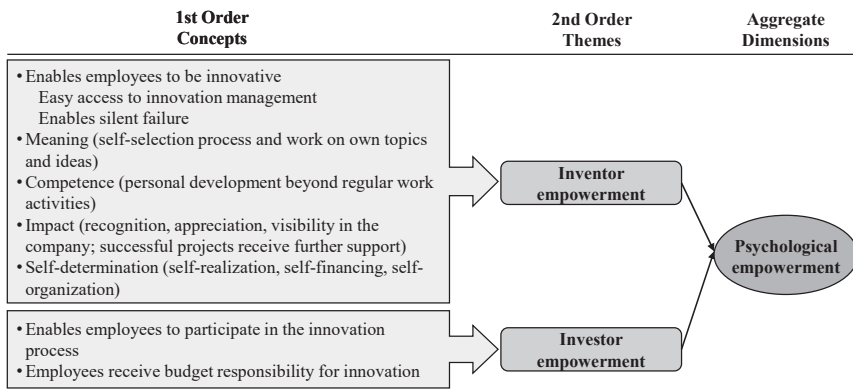 1st Order
Concepts
2nd Order
Themes
Aggregate
Dimensions
• Enables employees to be innovative
Easy access to innovation management
Enables silent failure
• Meaning (self-selection process and work on own topics
and ideas)
• Competence (personal development beyond regular work
activities)
• Impact (recognition, appreciation, visibility in the
company; successful projects receive further support)
• Self-determination (self-realization, self-financing, self-
organization)
Inventor
empowerment
Psychological
empowerment
• Enables employees to participate in the innovation
process
• Employees receive budget responsibility for innovation
Investor
empowerment